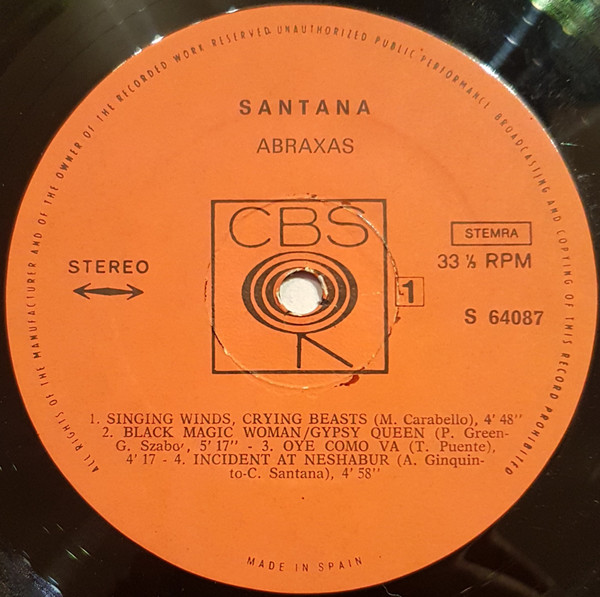 ALL RIGHTS OF THE MANUFACTURER AND OF THE OWNER OF THE RECORDED WORK RESERVED. UNAUTHORIZED PUBLIC PERFORMANCE BROADCASTING AND COPYING OF THIS RECORD PROHIBITED
SANTANA
ABRAXAS
CBS
STEMRA
STEREO
33 ⅓ RPM
1
S 64087
1. SINGING WINDS, CRYING BEASTS (M. Carabello), 4' 48"
2. BLACK MAGIC WOMAN/GYPSY QUEEN (P. Green-
G. Szabo', 5' 17" - 3. OYE COMO VA (T. Puente),
4' 17 - 4. INCIDENT AT NESHABUR (A. Ginquin-
to-C. Santana), 4' 58"
MADE IN SPAIN